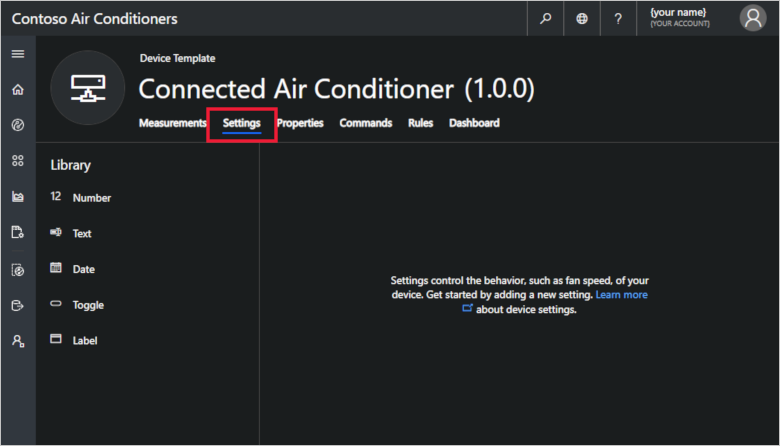 Contoso Air Conditioners
?
{your name}
{YOUR ACCOUNT}
Device Template
Connected Air Conditioner (1.0.0)
Measurements Settings Properties Commands Rules Dashboard
Library
12 Number
Text
Date
Toggle
Label
Settings control the behavior, such as fan speed, of your
device. Get started by adding a new setting. Learn more
about device settings.